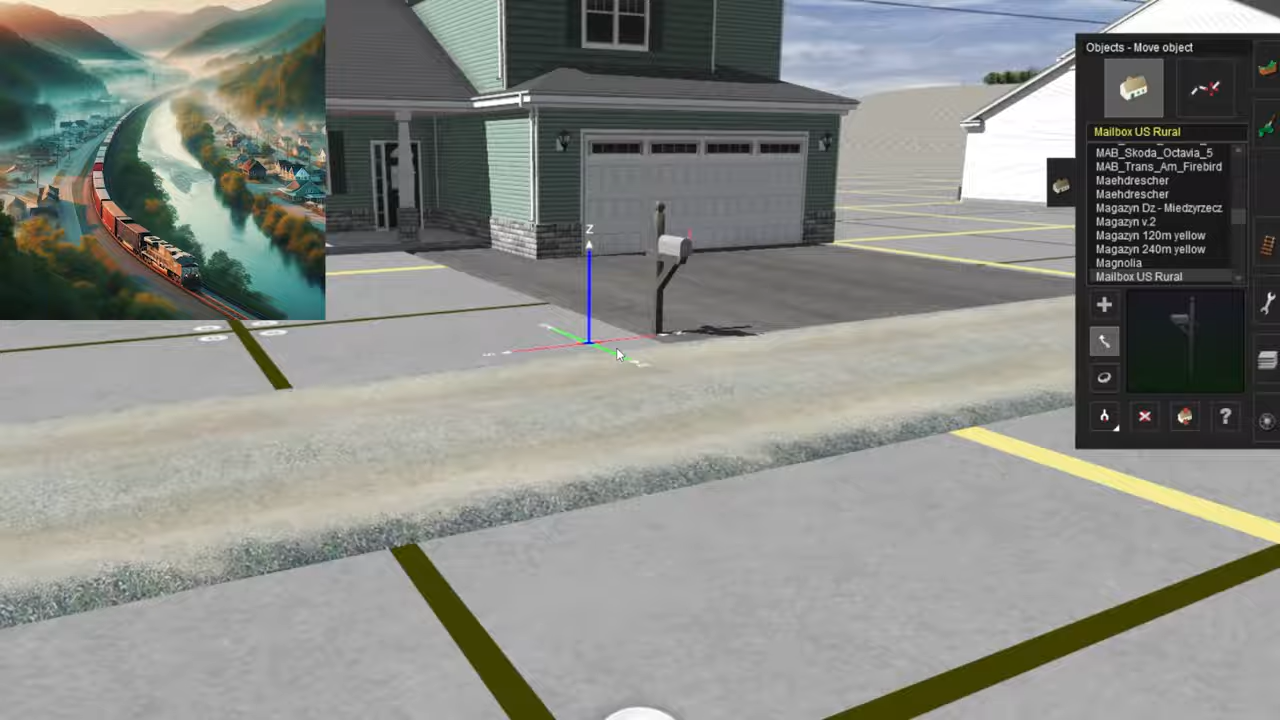 Objects - Move object
Mailbox US Rural
MAB_Skoda_Octavia_5
MAB_Trans_Am_Firebird
Maehdrescher
Maehdrescher
Magazyn Dz.- Miedzyrzecz
Magazyn v.2
Magazyn 120m yellow
Magazyn 240m yellow
Magnolia
Mailbox US Rural
Z
?